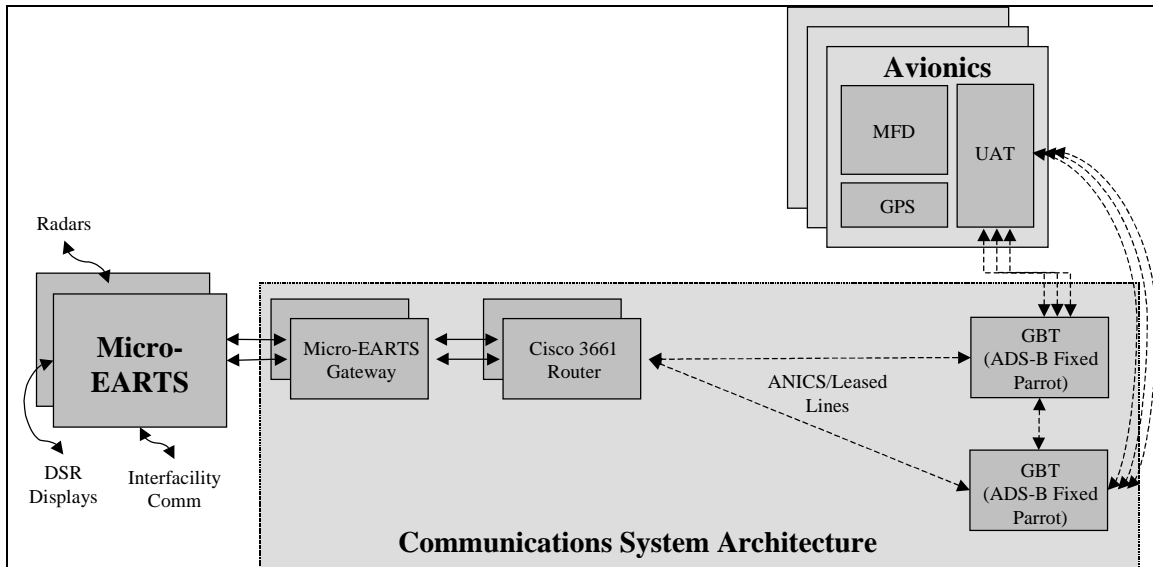 Avionics
MFD
UAT
GPS
Radars
Micro-
EARTS
Micro-EARTS
Gateway
Cisco 3661
Router
GBT
(ADS-B Fixed
Parrot)
ANICS/Leased
Lines
DSR
Displays
Interfacility
Comm
GBT
(ADS-B Fixed
Parrot)
Communications System Architecture